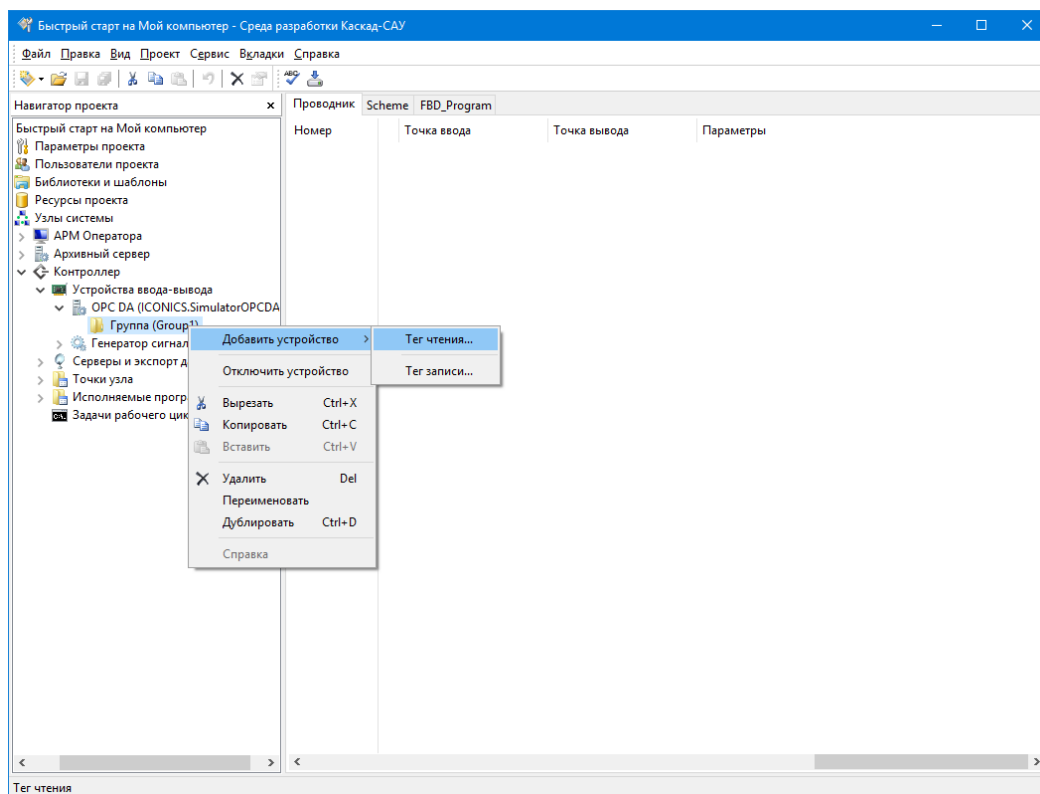 Быстрый старт на Мой компьютер - Среда разработки Каскад-САУ
Файл Правка Вид Проект Сервис Вкладки Справка
Навигатор проекта
Проводник Scheme FBD_Program
Быстрый старт на Мой компьютер
Номер Точка ввода Точка вывода Параметры
Параметры проекта
Пользователи проекта
Библиотеки и шаблоны
Ресурсы проекта
Узлы системы
АРМ Оператора
Архивный сервер
Контроллер
Устройства ввода-вывода
OPC DA (ICONICS.SimulatorOPCDA
Группа (Group1)
Генератор сигнал
Серверы и экспорт д
Точки узла
Исполняемые прогр
Задачи рабочего цик
Добавить устройство
Отключить устройство
Вырезать Ctrl+X
Копировать Ctrl+C
Вставить Ctrl+V
Удалить Del
Переименовать
Дублировать Ctrl+D
Справка
Тег чтения...
Тег записи...
Тег чтения